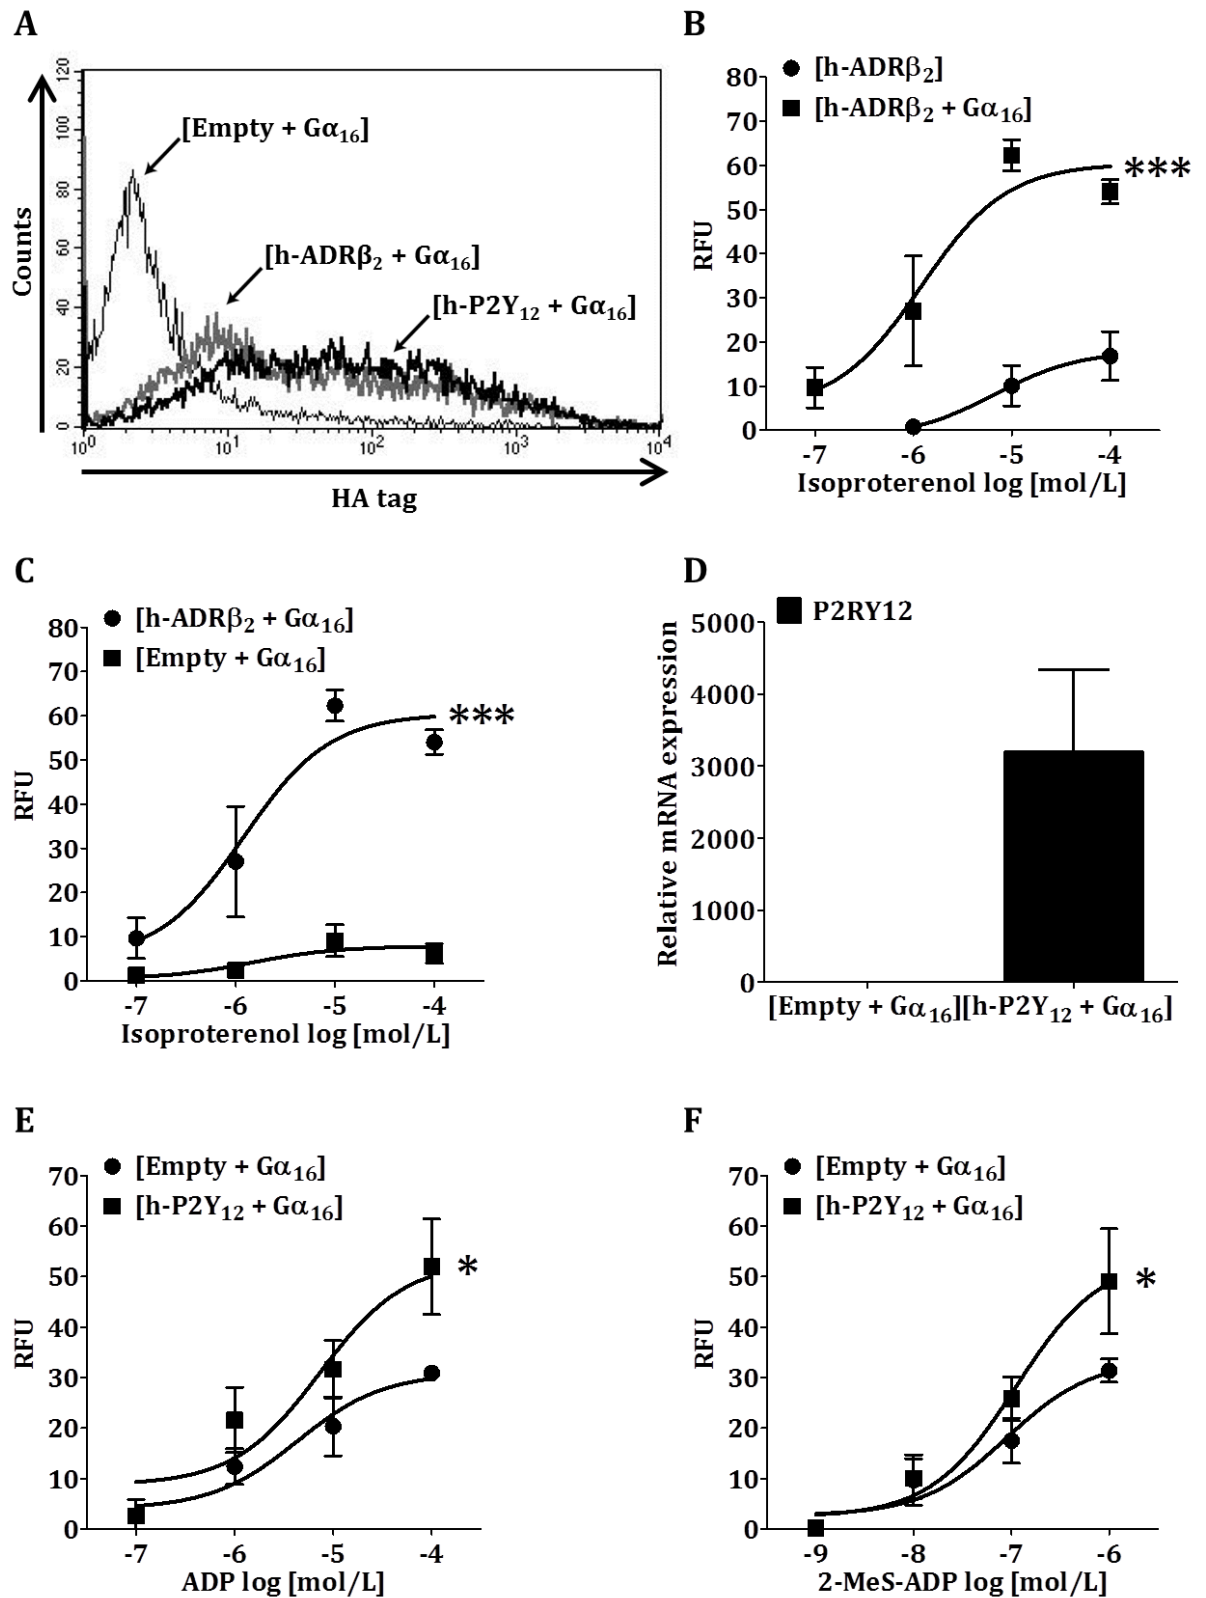 A
120
100
80
60
40
20
0
Counts
[Empty + Gα16]
[h-ADRβ2 + Gα16]
[h-P2Y12 + Gα16]
10^0 10^1 10^2 10^3 10^4
HA tag
B
[h-ADRβ2]
[h-ADRβ2 + Gα16]
80
70
60
50
40
30
20
10
0
RFU
***
-7 -6 -5 -4
Isoproterenol log [mol/L]
C
[h-ADRβ2 + Gα16]
[Empty + Gα16]
80
70
60
50
40
30
20
10
0
RFU
***
-7 -6 -5 -4
Isoproterenol log [mol/L]
D
P2RY12
5000
4000
3000
2000
1000
0
Relative mRNA expression
[Empty + Gα16][h-P2Y12 + Gα16]
E
[Empty + Gα16]
[h-P2Y12 + Gα16]
70
60
50
40
30
20
10
0
RFU
*
-7 -6 -5 -4
ADP log [mol/L]
F
[Empty + Gα16]
[h-P2Y12 + Gα16]
70
60
50
40
30
20
10
0
RFU
*
-9 -8 -7 -6
2-MeS-ADP log [mol/L]